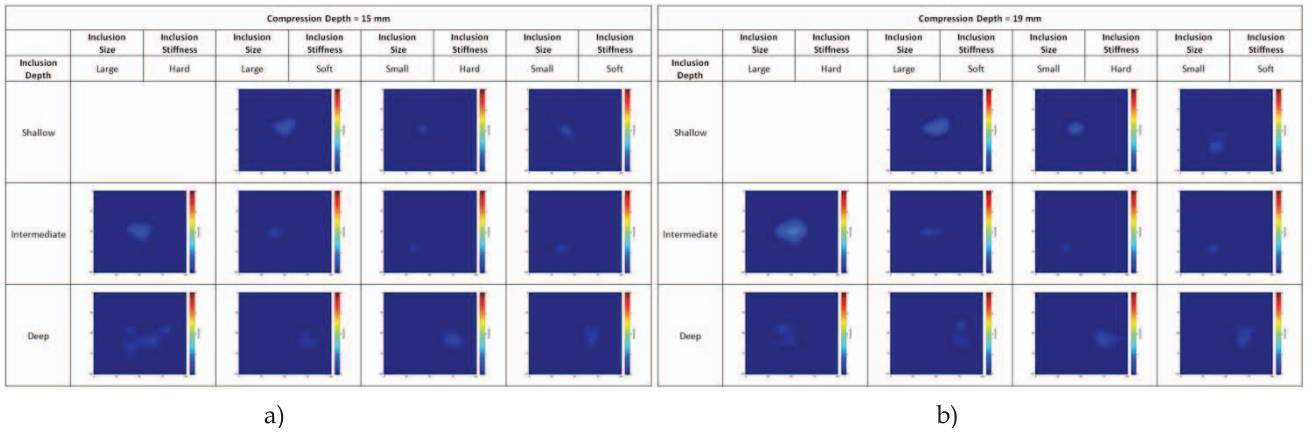 Compression Depth = 15 mm
Inclusion Size Inclusion Stiffness Inclusion Size Inclusion Stiffness Inclusion Size Inclusion Stiffness Inclusion Size Inclusion Stiffness
Inclusion Depth Large Hard Large Soft Small Hard Small Soft
Shallow
Intermediate
Deep
a)
Compression Depth = 19 mm
Inclusion Size Inclusion Stiffness Inclusion Size Inclusion Stiffness Inclusion Size Inclusion Stiffness Inclusion Size Inclusion Stiffness
Inclusion Depth Large Hard Large Soft Small Hard Small Soft
Shallow
Intermediate
Deep
b)